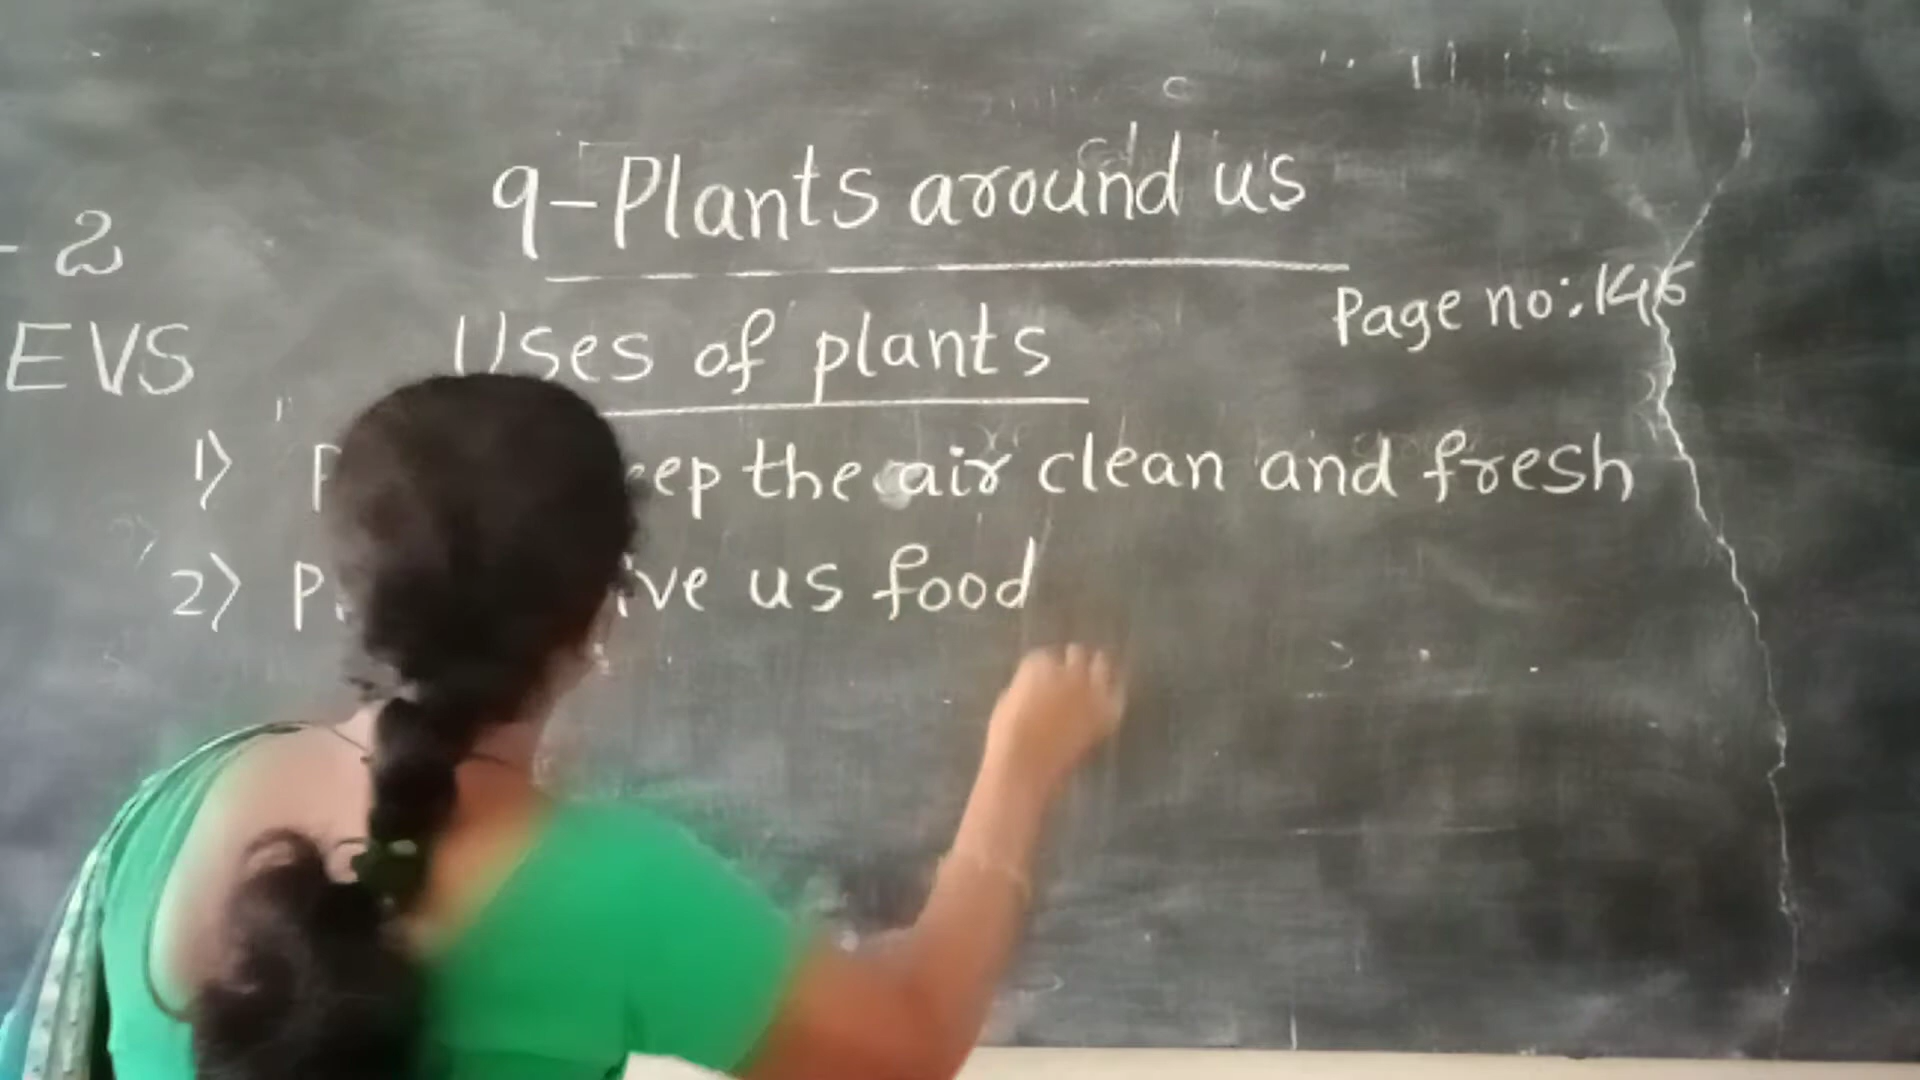 9-Plants around us
- 2
Page no:.146
EVS
Uses of plants
1) the air clean and fresh
2) us food